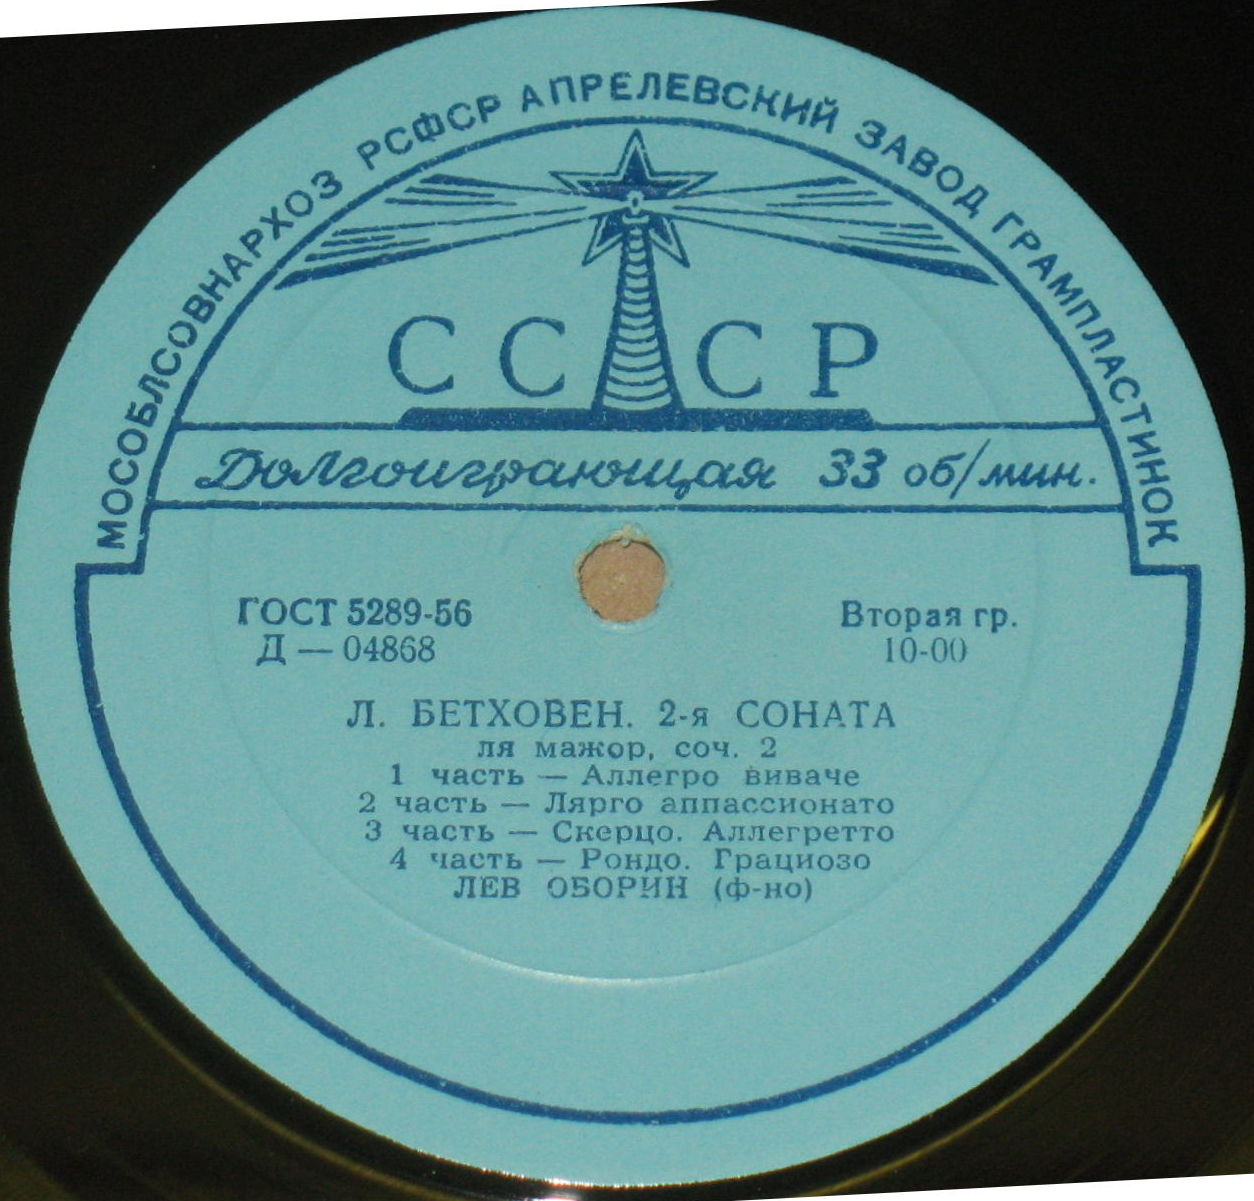 МОСОБЛСОВНАРХОЗ РСФСР АПРЕЛЕВСКИЙ ЗАВОД ГРАМПЛАСТИНОК
СССР
Долгоиграющая 33 об/мин.
ГОСТ 5289-56
Д — 04868
Вторая гр.
10-00
Л. БЕТХОВЕН. 2-я СОНАТА
ля мажор, соч. 2
1 часть — Аллегро виваче
2 часть — Лярго аппассионато
3 часть — Скерцо. Аллегретто
4 часть — Рондо. Грациозо
ЛЕВ ОБОРИН (ф-но)